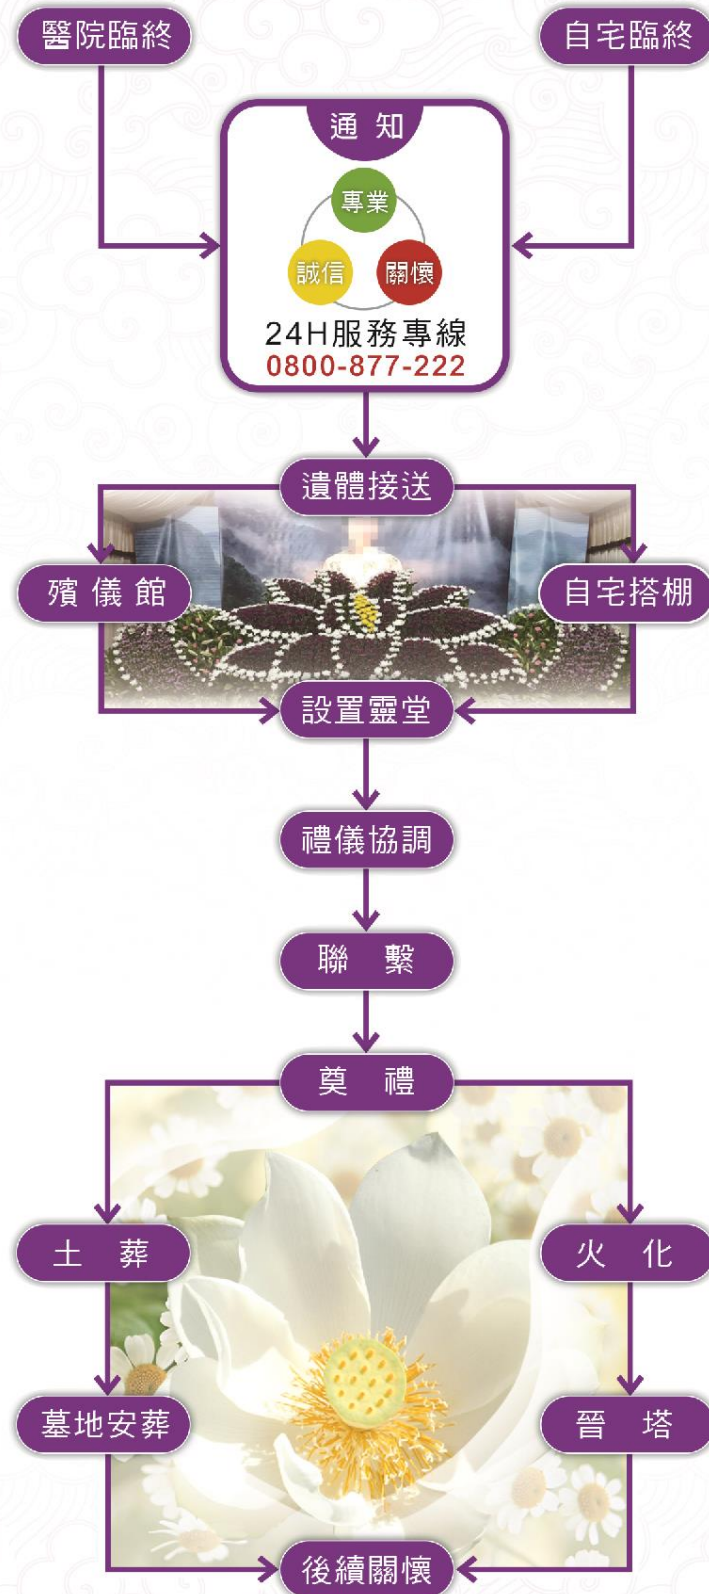 醫院臨終
自宅臨終
通知
專業
誠信
關懷
24H服務專線
0800-877-222
遺體接送
殯儀館
自宅搭棚
設置靈堂
禮儀協調
聯繫
奠禮
土葬
火化
墓地安葬
晉塔
後續關懷